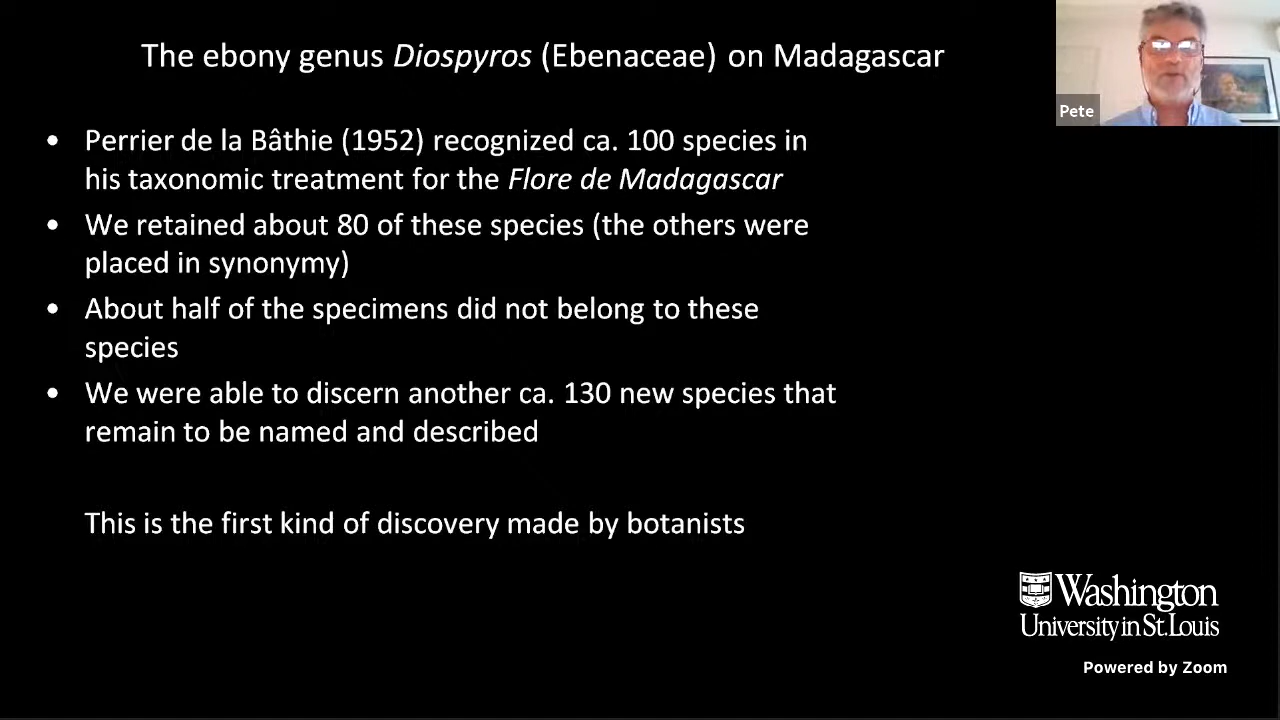 The ebony genus Diospyros (Ebenaceae) on Madagascar
Pete
• Perrier de la Bâthie (1952) recognized ca. 100 species in
his taxonomic treatment for the Flore de Madagascar
• We retained about 80 of these species (the others were
placed in synonymy)
• About half of the specimens did not belong to these
species
• We were able to discern another ca. 130 new species that
remain to be named and described
This is the first kind of discovery made by botanists
Washington
University in St. Louis
Powered by Zoom